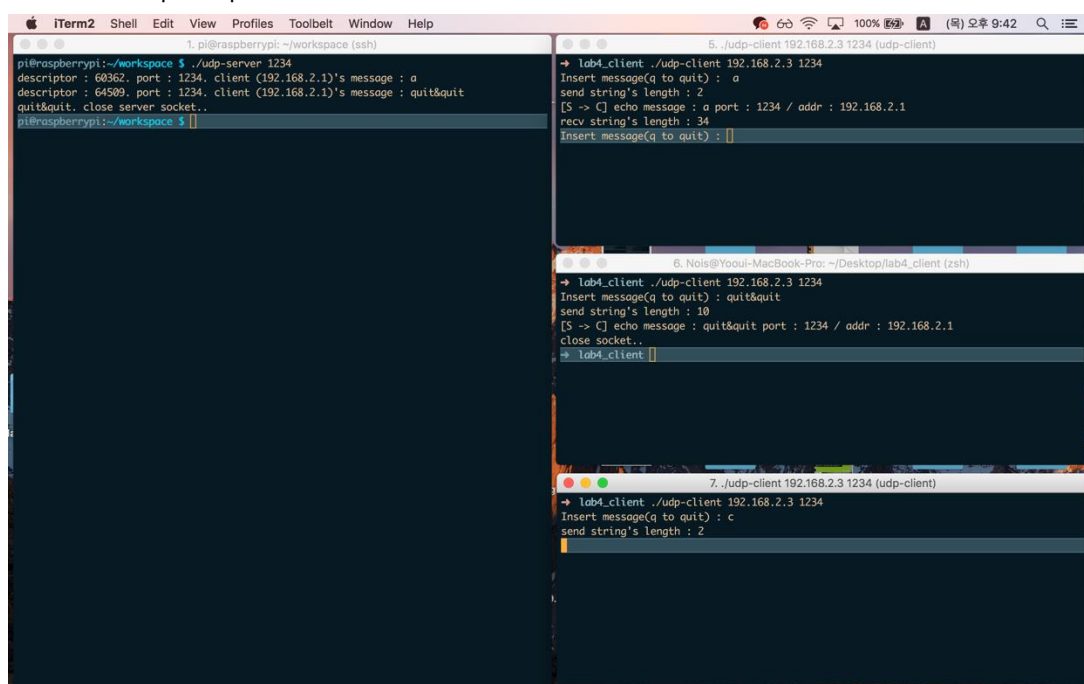 iTerm2 Shell Edit View Profiles Toolbelt Window Help 100% A (목) 오후 9:42
1. pi@raspberrypi: ~/workspace (ssh)
pi@raspberrypi:~/workspace $ ./udp-server 1234
descriptor : 60362. port : 1234. client (192.168.2.1)'s message : a
descriptor : 64509. port : 1234. client (192.168.2.1)'s message : quit&quit
quit&quit. close server socket..
pi@raspberrypi:~/workspace $
5. ./udp-client 192.168.2.3 1234 (udp-client)
→ lab4_client ./udp-client 192.168.2.3 1234
Insert message(q to quit) : a
send string's length : 2
[S -> C] echo message : a port : 1234 / addr : 192.168.2.1
recv string's length : 34
Insert message(q to quit) :
6. Nois@Yooui-MacBook-Pro: ~/Desktop/lab4_client (zsh)
→ lab4_client ./udp-client 192.168.2.3 1234
Insert message(q to quit) : quit&quit
send string's length : 10
[S -> C] echo message : quit&quit port : 1234 / addr : 192.168.2.1
close socket..
→ lab4_client
7. ./udp-client 192.168.2.3 1234 (udp-client)
→ lab4_client ./udp-client 192.168.2.3 1234
Insert message(q to quit) : c
send string's length : 2